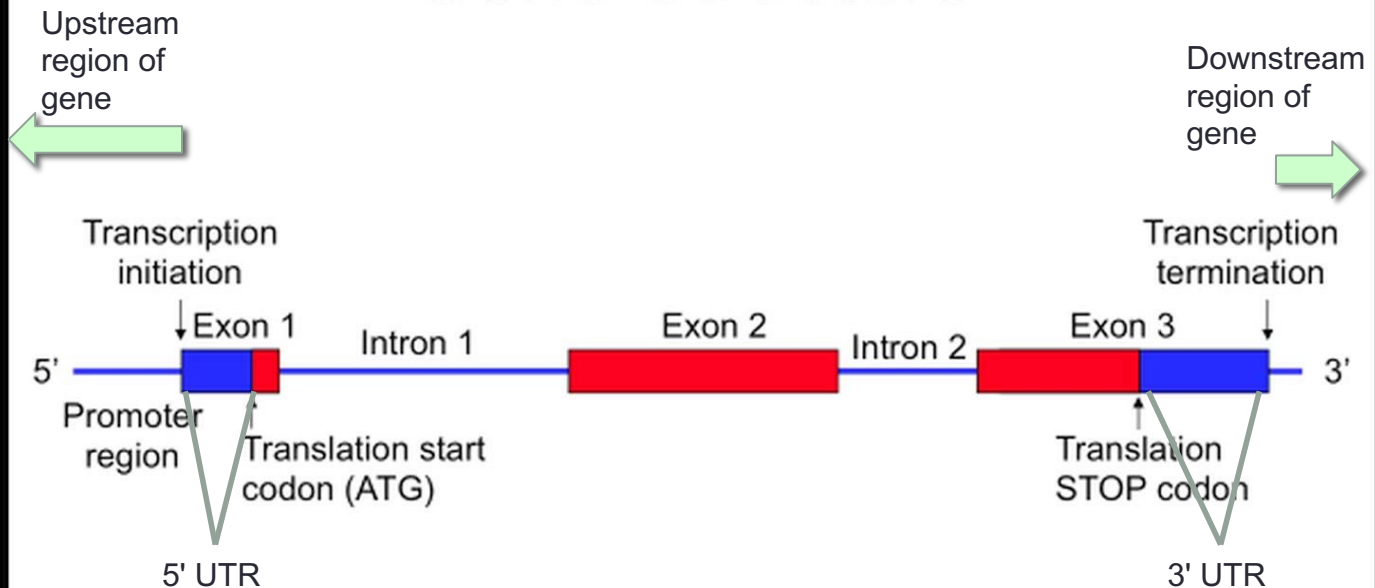 Upstream
region of
gene
Downstream
region of
gene
Transcription
initiation
Transcription
termination
Exon 1
Intron 1
Exon 2
Intron 2
Exon 3
5’
3’
Promoter
region
Translation start
codon (ATG)
Translation
STOP codon
5' UTR
3' UTR